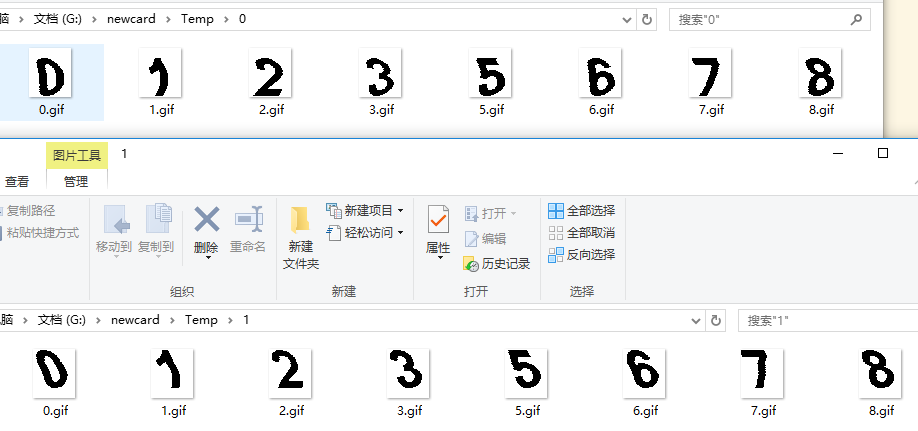 脑 > 文档 (G:) > newcard > Temp > 0 搜索"0"
0 1 2 3 5 6 7 8
0.gif 1.gif 2.gif 3.gif 5.gif 6.gif 7.gif 8.gif
图片工具 1
查看 管理
复制路径
粘贴快捷方式
移动到 复制到 删除 重命名
新建文件夹
新建项目
轻松访问
属性
打开
编辑
历史记录
全部选择
全部取消
反向选择
组织 新建 打开 选择
脑 > 文档 (G:) > newcard > Temp > 1 搜索"1"
0 1 2 3 5 6 7 8
0.gif 1.gif 2.gif 3.gif 5.gif 6.gif 7.gif 8.gif